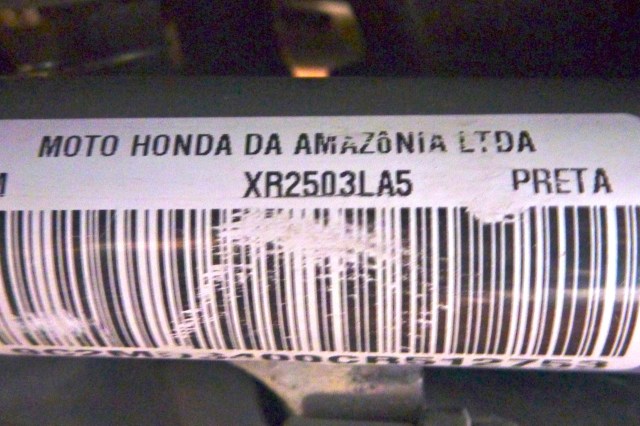 MOTO HONDA DA AMAZôNIA LTDA
XR2503LA5 PRETA